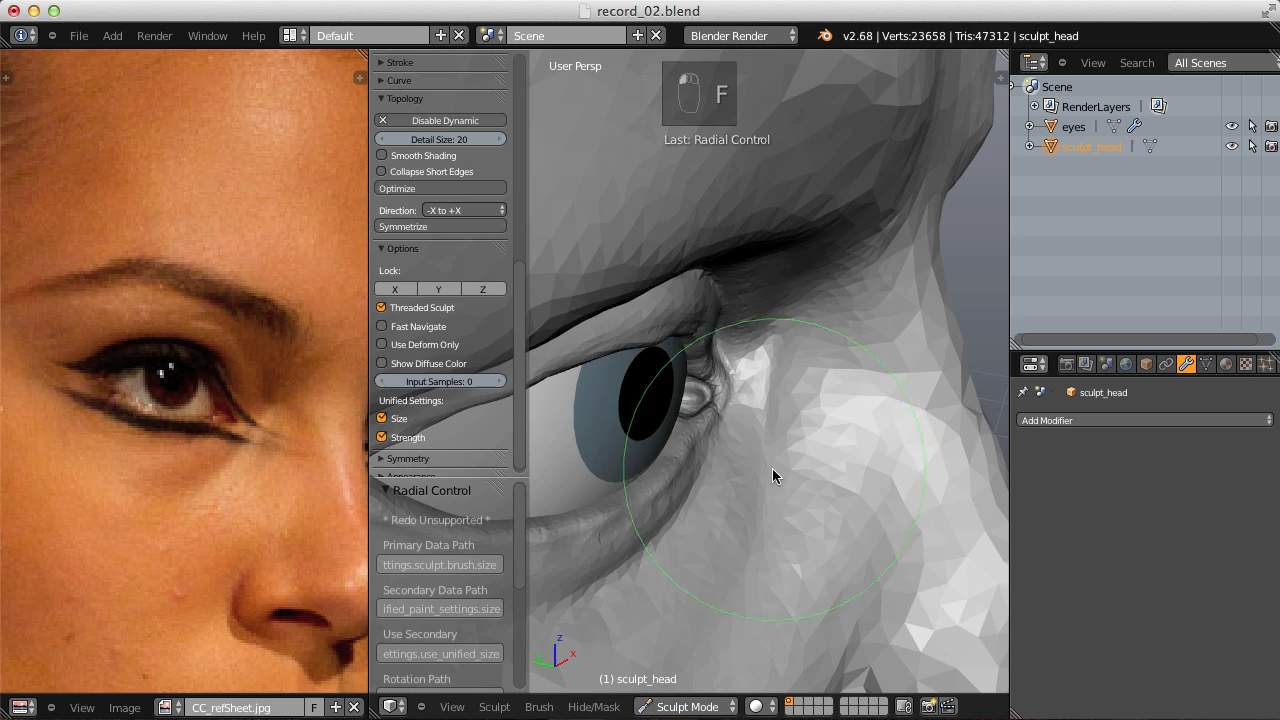 record_02.blend
File Add Render Window Help Default Scene Blender Render v2.68 | Verts:23658 | Tris:47312 | sculpt_head
Stroke
Curve
Topology
Disable Dynamic
Detail Size: 20
Smooth Shading
Collapse Short Edges
Optimize
Direction: -X to +X
Symmetrize
Options
Lock:
X Y Z
Threaded Sculpt
Fast Navigate
Use Deform Only
Show Diffuse Color
Input Samples: 0
Unified Settings:
Size
Strength
Symmetry
Appearance
Radial Control
* Redo Unsupported *
Primary Data Path
ttings.sculpt.brush.size
Secondary Data Path
ified_paint_settings.size
Use Secondary
ettings.use_unified_size
Rotation Path
User Persp
F
Last: Radial Control
z
x
y
(1) sculpt_head
View Search All Scenes
Scene
RenderLayers
eyes
sculpt_head
sculpt_head
Add Modifier
View Image CC_refSheet.jpg F
View Sculpt Brush Hide/Mask Sculpt Mode